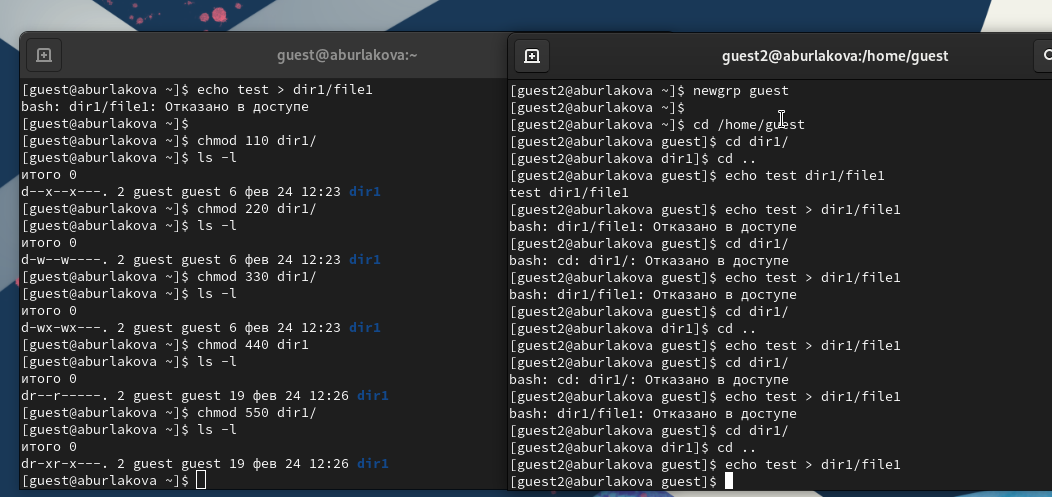 guest@aburlakova:~
[guest@aburlakova ~]$ echo test > dir1/file1
bash: dir1/file1: Отказано в доступе
[guest@aburlakova ~]$
[guest@aburlakova ~]$ chmod 110 dir1/
[guest@aburlakova ~]$ ls -l
итого 0
d--x--x---. 2 guest guest 6 фев 24 12:23 dir1
[guest@aburlakova ~]$ chmod 220 dir1/
[guest@aburlakova ~]$ ls -l
итого 0
d-w--w----. 2 guest guest 6 фев 24 12:23 dir1
[guest@aburlakova ~]$ chmod 330 dir1/
[guest@aburlakova ~]$ ls -l
итого 0
d-wx-wx---. 2 guest guest 6 фев 24 12:23 dir1
[guest@aburlakova ~]$ chmod 440 dir1
[guest@aburlakova ~]$ ls -l
итого 0
dr--r-----. 2 guest guest 19 фев 24 12:26 dir1
[guest@aburlakova ~]$ chmod 550 dir1/
[guest@aburlakova ~]$ ls -l
итого 0
dr-xr-x---. 2 guest guest 19 фев 24 12:26 dir1
[guest@aburlakova ~]$
guest2@aburlakova:/home/guest
[guest2@aburlakova ~]$ newgrp guest
[guest2@aburlakova ~]$
[guest2@aburlakova ~]$ cd /home/guest
[guest2@aburlakova guest]$ cd dir1/
[guest2@aburlakova dir1]$ cd ..
[guest2@aburlakova guest]$ echo test dir1/file1
test dir1/file1
[guest2@aburlakova guest]$ echo test > dir1/file1
bash: dir1/file1: Отказано в доступе
[guest2@aburlakova guest]$ cd dir1/
bash: cd: dir1/: Отказано в доступе
[guest2@aburlakova guest]$ echo test > dir1/file1
bash: dir1/file1: Отказано в доступе
[guest2@aburlakova guest]$ cd dir1/
[guest2@aburlakova dir1]$ cd ..
[guest2@aburlakova guest]$ echo test > dir1/file1
[guest2@aburlakova guest]$ cd dir1/
bash: cd: dir1/: Отказано в доступе
[guest2@aburlakova guest]$ echo test > dir1/file1
bash: dir1/file1: Отказано в доступе
[guest2@aburlakova guest]$ cd dir1/
[guest2@aburlakova dir1]$ cd ..
[guest2@aburlakova guest]$ echo test > dir1/file1
[guest2@aburlakova guest]$